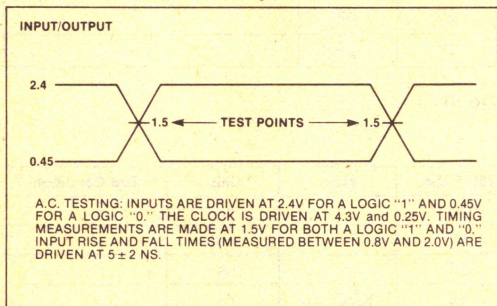 INPUT/OUTPUT
2.4
1.5 TEST POINTS 1.5
0.45
A.C. TESTING: INPUTS ARE DRIVEN AT 2.4V FOR A LOGIC "1" AND 0.45V
FOR A LOGIC "0." THE CLOCK IS DRIVEN AT 4.3V and 0.25V. TIMING
MEASUREMENTS ARE MADE AT 1.5V FOR BOTH A LOGIC "1" AND "0."
INPUT RISE AND FALL TIMES (MEASURED BETWEEN 0.8V AND 2.0V) ARE
DRIVEN AT 5 ± 2 NS.